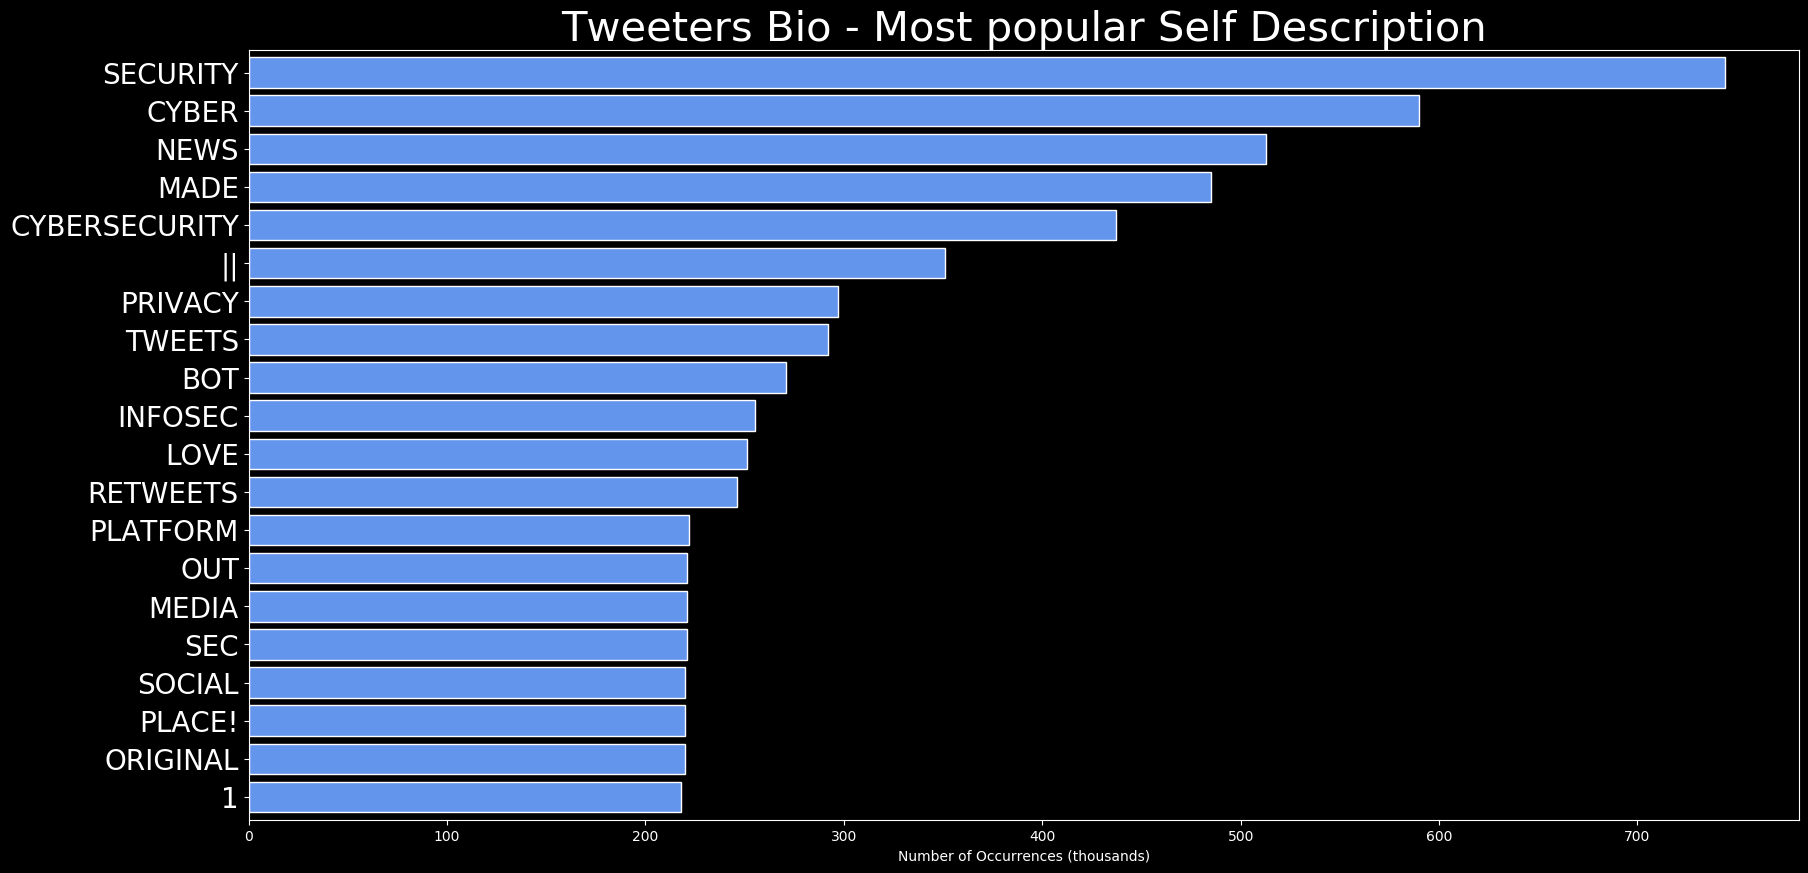 Tweeters Bio - Most popular Self Description
SECURITY
CYBER
NEWS
MADE
CYBERSECURITY
||
PRIVACY
TWEETS
BOT
INFOSEC
LOVE
RETWEETS
PLATFORM
OUT
MEDIA
SEC
SOCIAL
PLACE!
ORIGINAL
1
0 100 200 300 400 500 600 700
Number of Occurrences (thousands)